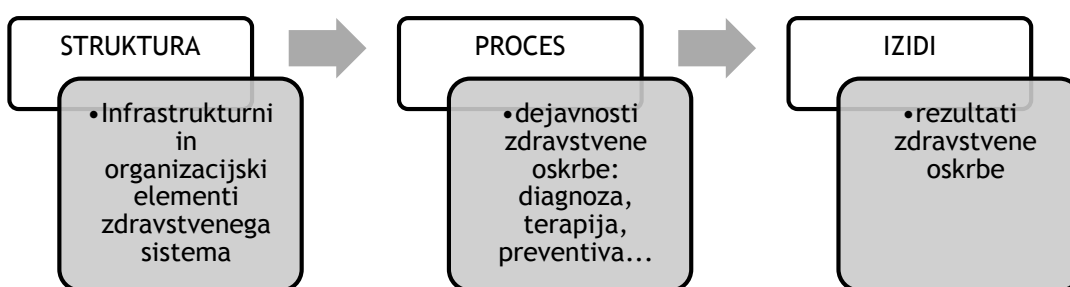 STRUKTURA
•Infrastrukturni
in
organizacijski
elementi
zdravstvenega
sistema
PROCES
•dejavnosti
zdravstvene
oskrbe:
diagnoza,
terapija,
preventiva...
IZIDI
•rezultati
zdravstvene
oskrbe